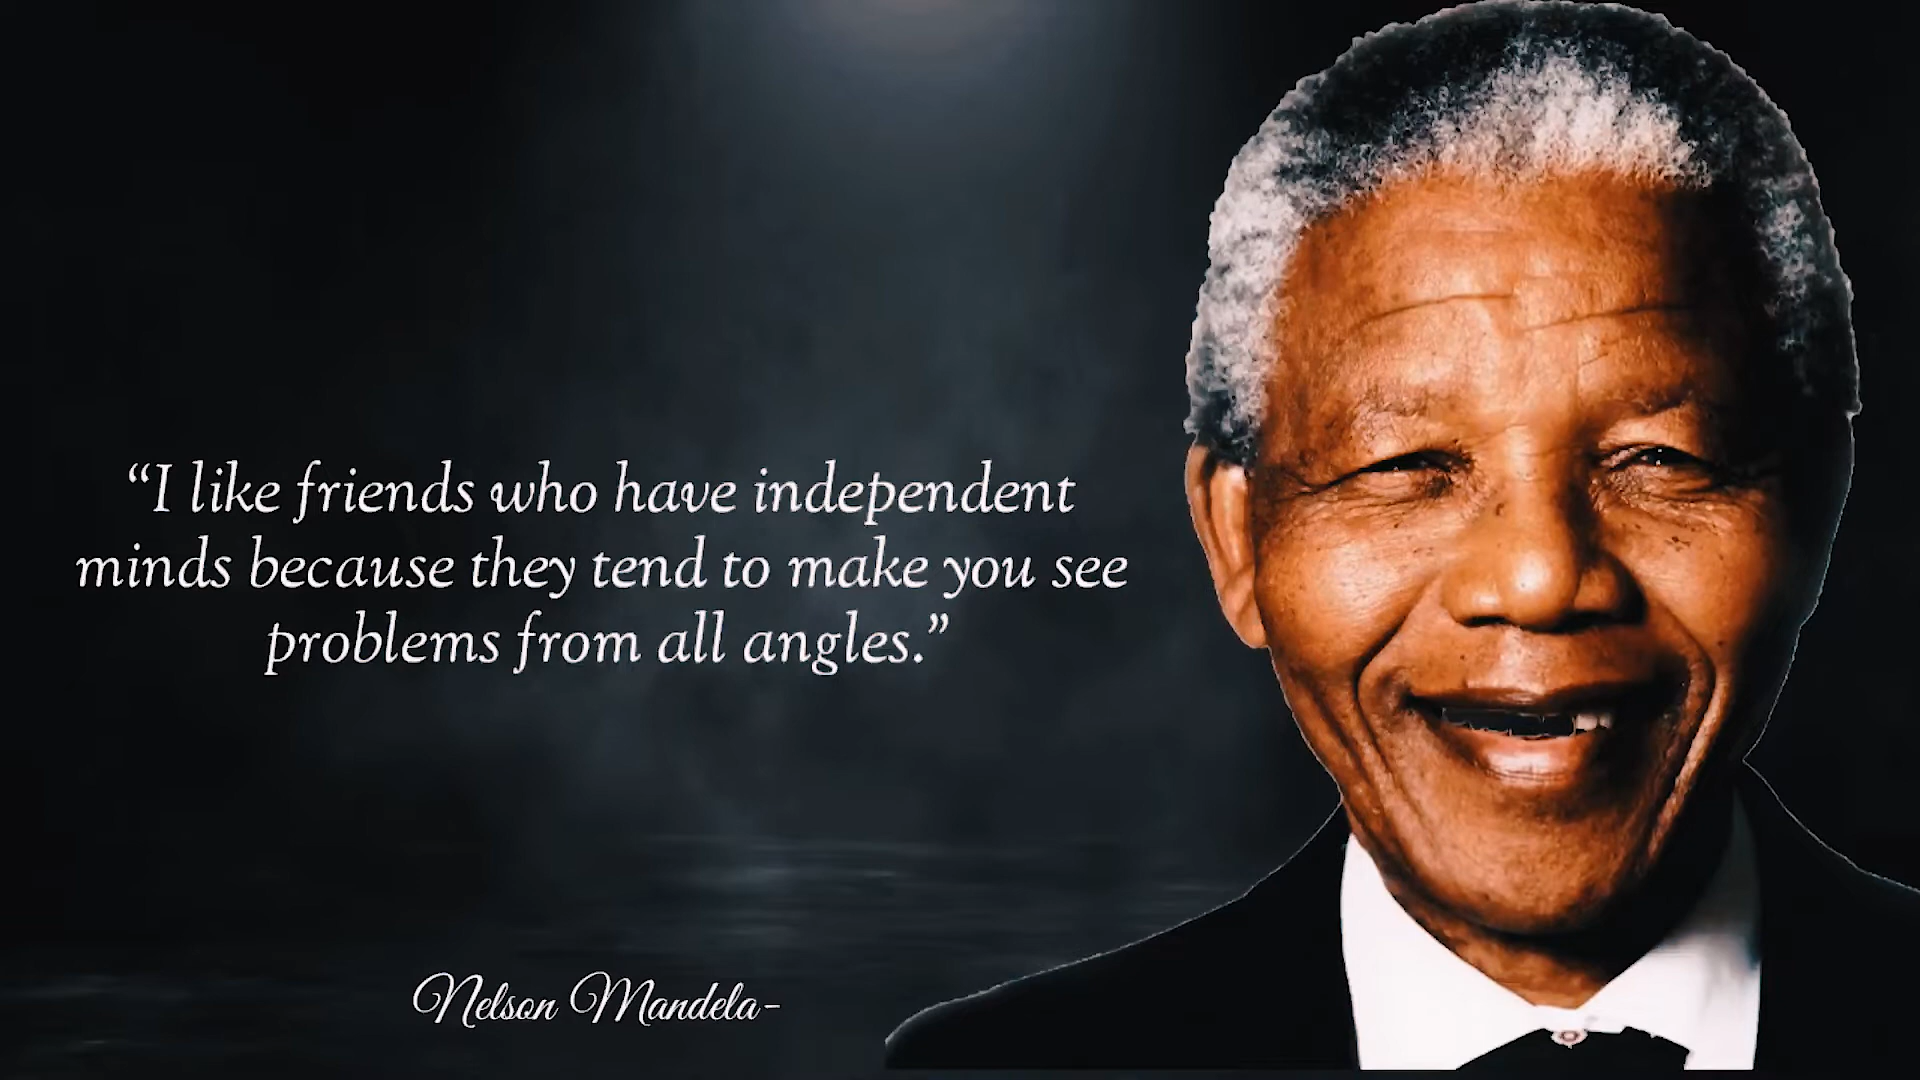 “I like friends who have independent
minds because they tend to make you see
problems from all angles.”
Nelson Mandela-